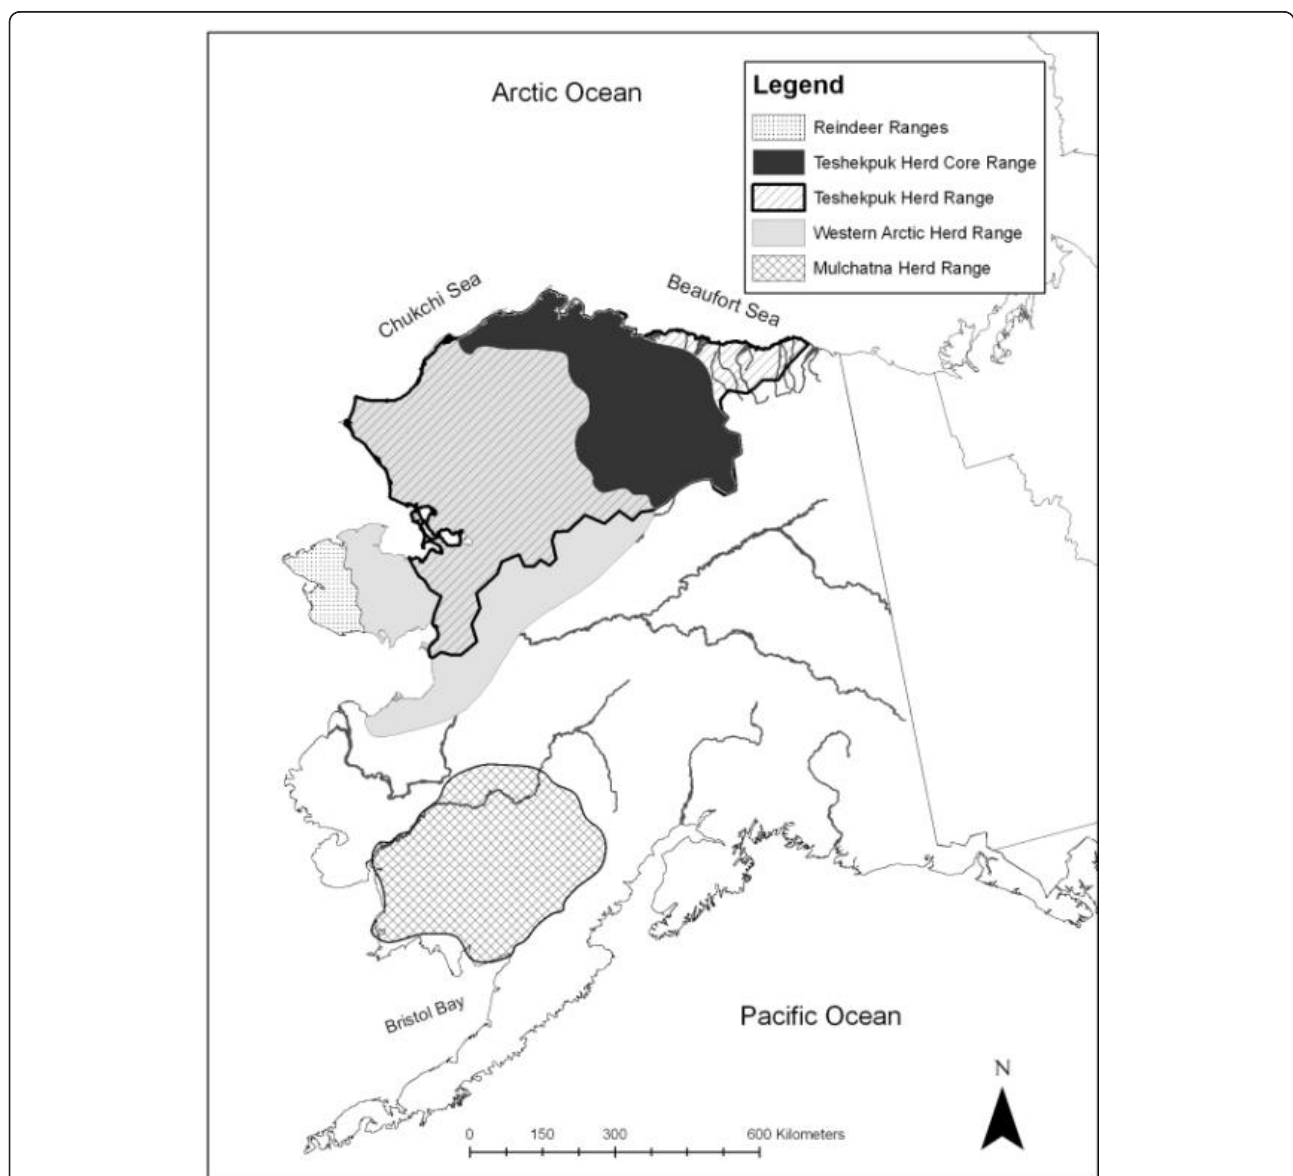 Arctic Ocean
Legend
Reindeer Ranges
Teshekpuk Herd Core Range
Teshekpuk Herd Range
Western Arctic Herd Range
Mulchatna Herd Range
Chukchi Sea
Beaufort Sea
Bristol Bay
Pacific Ocean
N
0 150 300 600 Kilometers